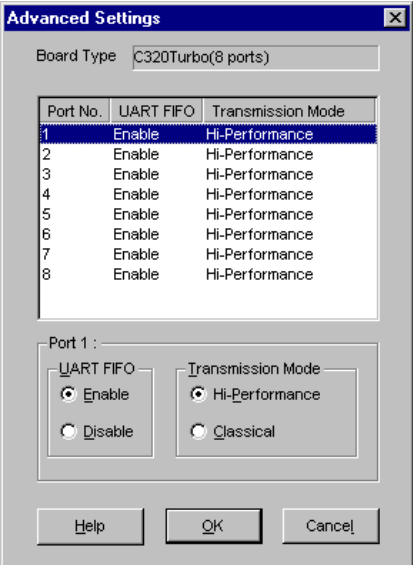 Advanced Settings
Board Type C320Turbo(8 ports)
Port No. UART FIFO Transmission Mode
1 Enable Hi-Performance
2 Enable Hi-Performance
3 Enable Hi-Performance
4 Enable Hi-Performance
5 Enable Hi-Performance
6 Enable Hi-Performance
7 Enable Hi-Performance
8 Enable Hi-Performance
Port 1 :
UART FIFO Transmission Mode
Enable Hi-Performance
Disable Classical
Help OK Cancel